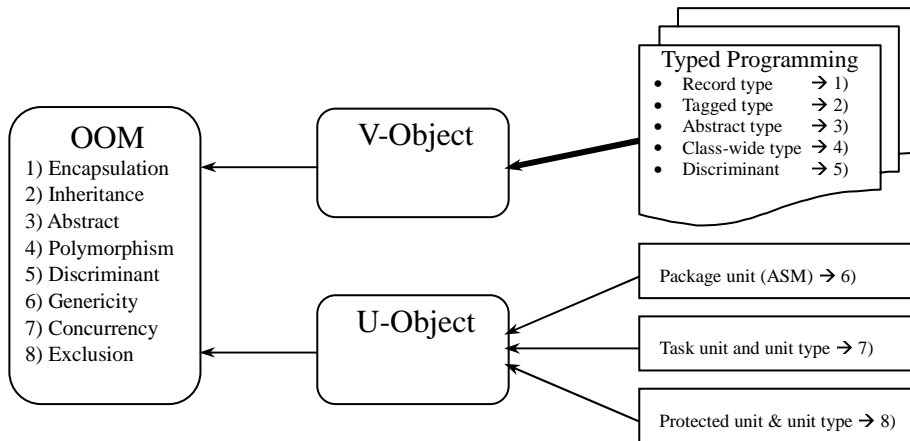 OOM
1) Encapsulation
2) Inheritance
3) Abstract
4) Polymorphism
5) Discriminant
6) Genericity
7) Concurrency
8) Exclusion
V-Object
U-Object
Typed Programming
• Record type → 1)
• Tagged type → 2)
• Abstract type → 3)
• Class-wide type → 4)
• Discriminant → 5)
Package unit (ASM) → 6)
Task unit and unit type → 7)
Protected unit & unit type → 8)